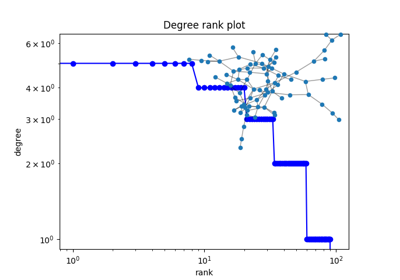 Degree rank plot
6 × 10⁰
4 × 10⁰
3 × 10⁰
2 × 10⁰
10⁰
degree
10⁰ 10¹ 10²
rank